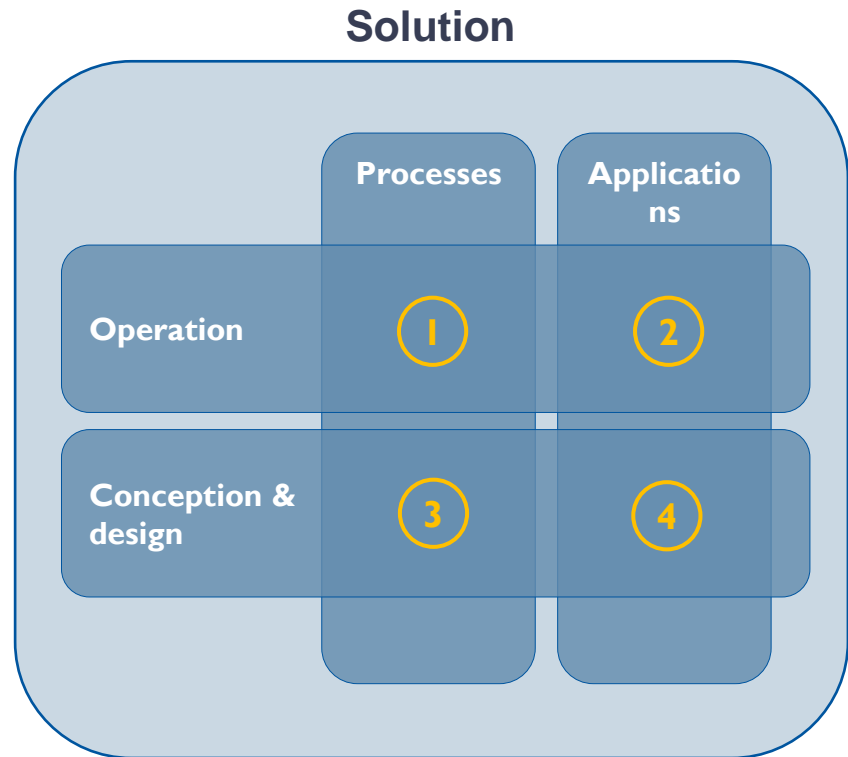 Solution
Processes
Applicatio
ns
Operation
1
2
Conception &
design
3
4